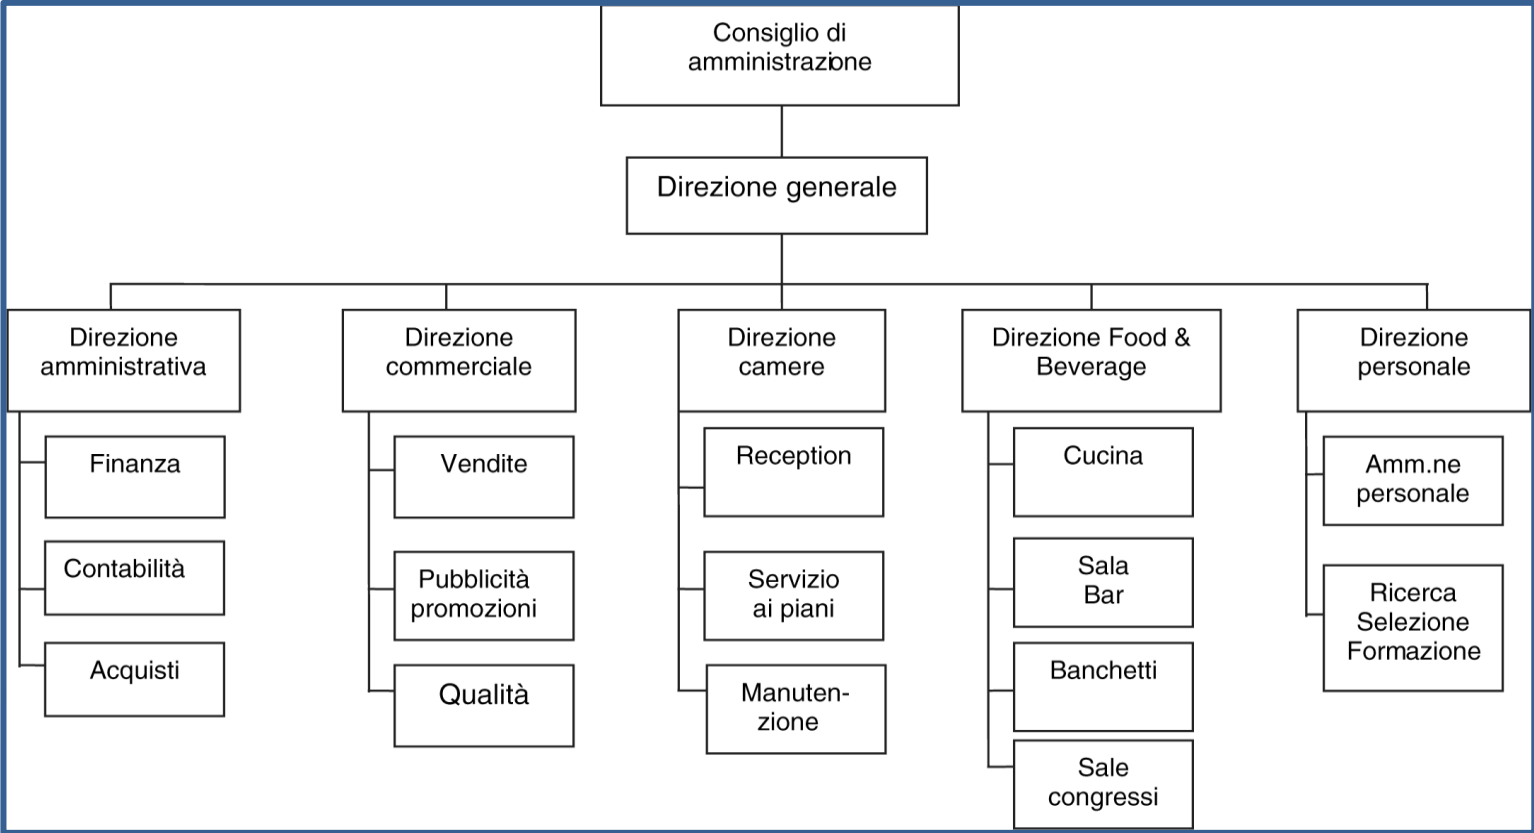 Consiglio di
amministrazione
Direzione generale
Direzione
amministrativa
Finanza
Contabilità
Acquisti
Direzione
commerciale
Vendite
Pubblicità
promozioni
Qualità
Direzione
camere
Reception
Servizio
ai piani
Manuten-
zione
Direzione Food &
Beverage
Cucina
Sala
Bar
Banchetti
Sale
congressi
Direzione
personale
Amm.ne
personale
Ricerca
Selezione
Formazione